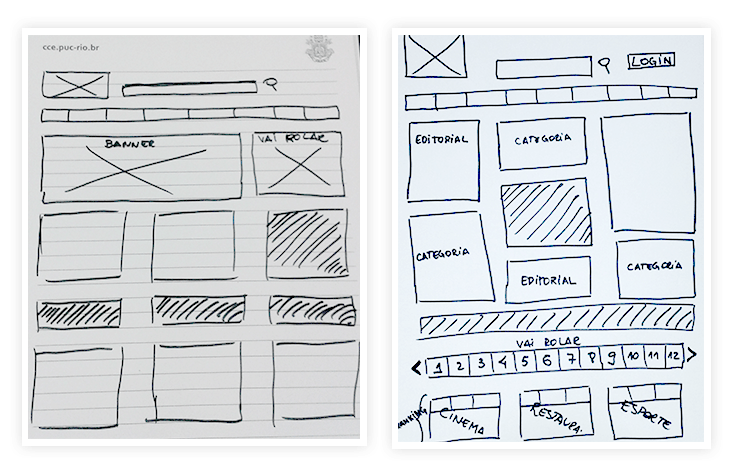 cce.puc-rio.br
BANNER
VAI ROLAR
LOGIN
EDITORIAL
CATEGORIA
CATEGORIA
EDITORIAL
CATEGORIA
VAI ROLAR
< 1 2 3 4 5 6 7 8 9 10 11 12 >
RANKING
CINEMA
RESTAURA.
ESPORTE